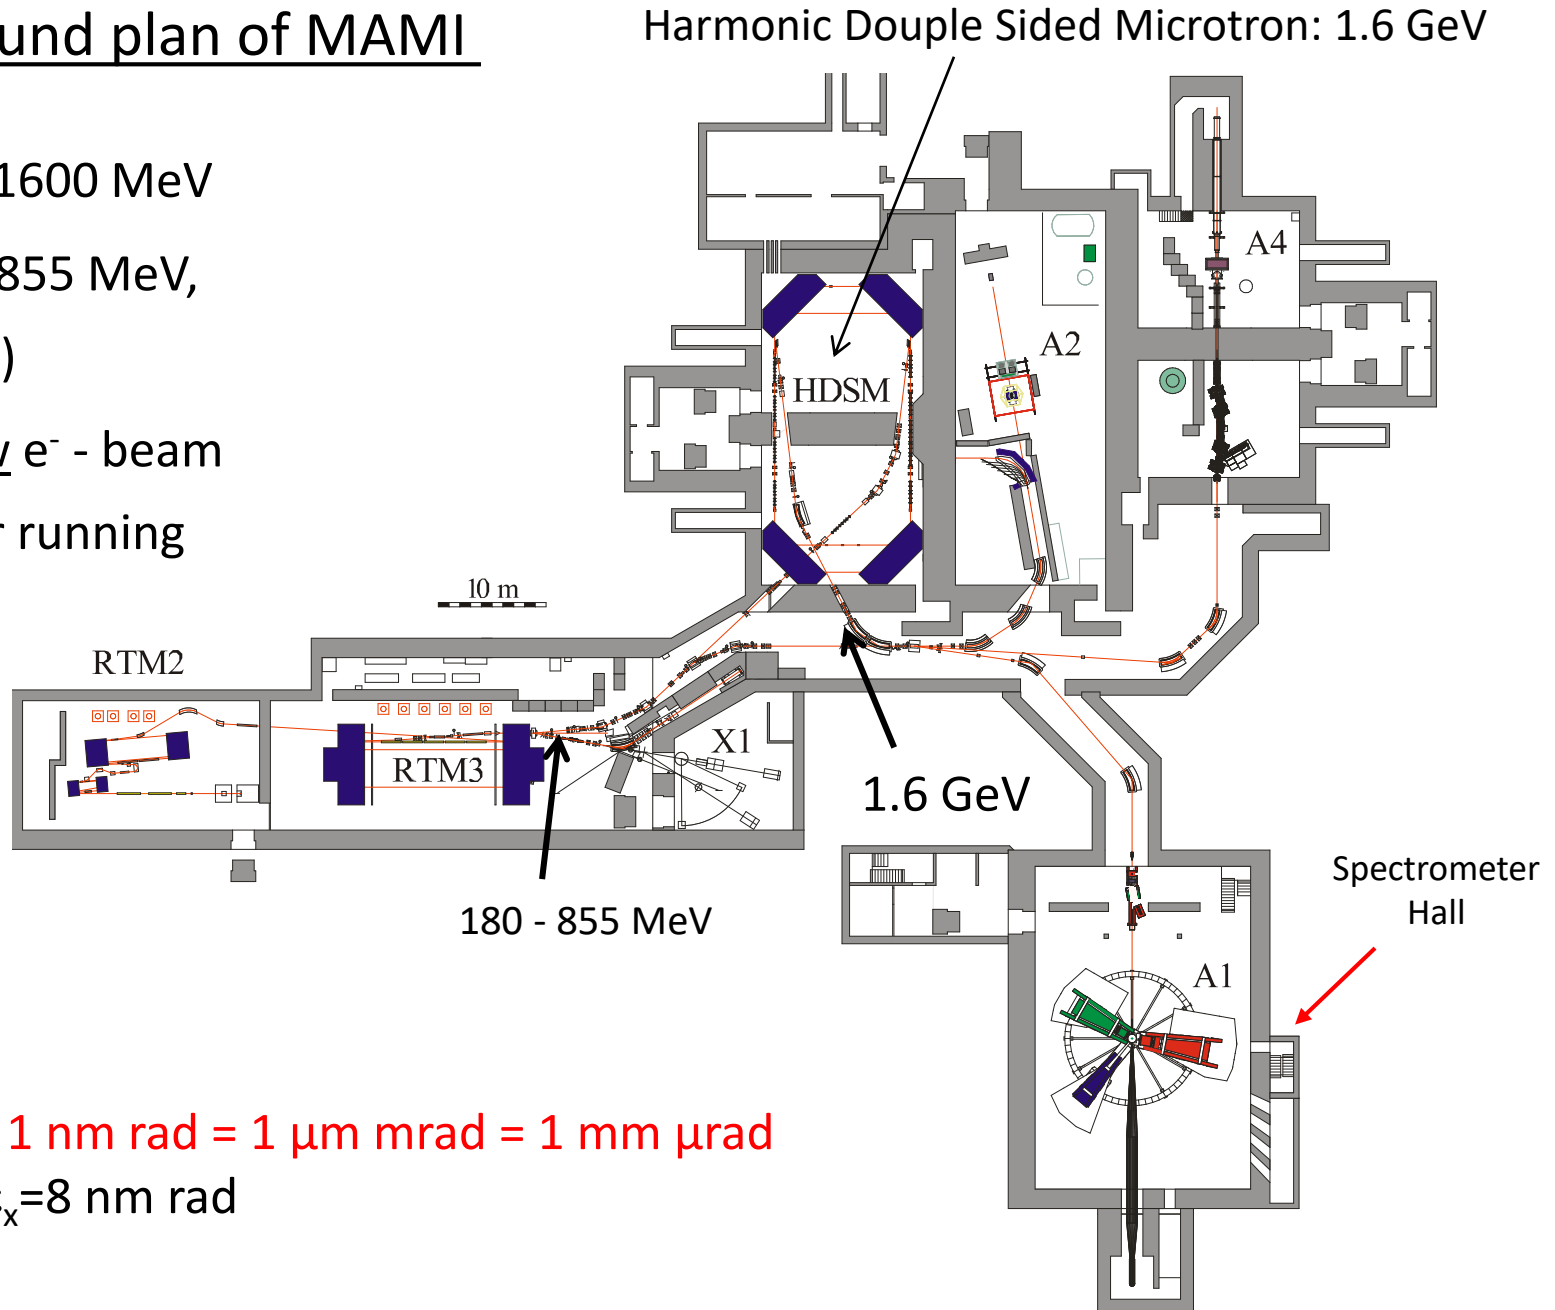 und plan of MAMI
Harmonic Douple Sided Microtron: 1.6 GeV
1600 MeV
855 MeV,
)
e⁻ - beam
r running
A4
A2
HDSM
10 m
RTM2
RTM3
X1
1.6 GeV
180 - 855 MeV
Spectrometer
Hall
A1
1 nm rad = 1 µm mrad = 1 mm µrad
x=8 nm rad